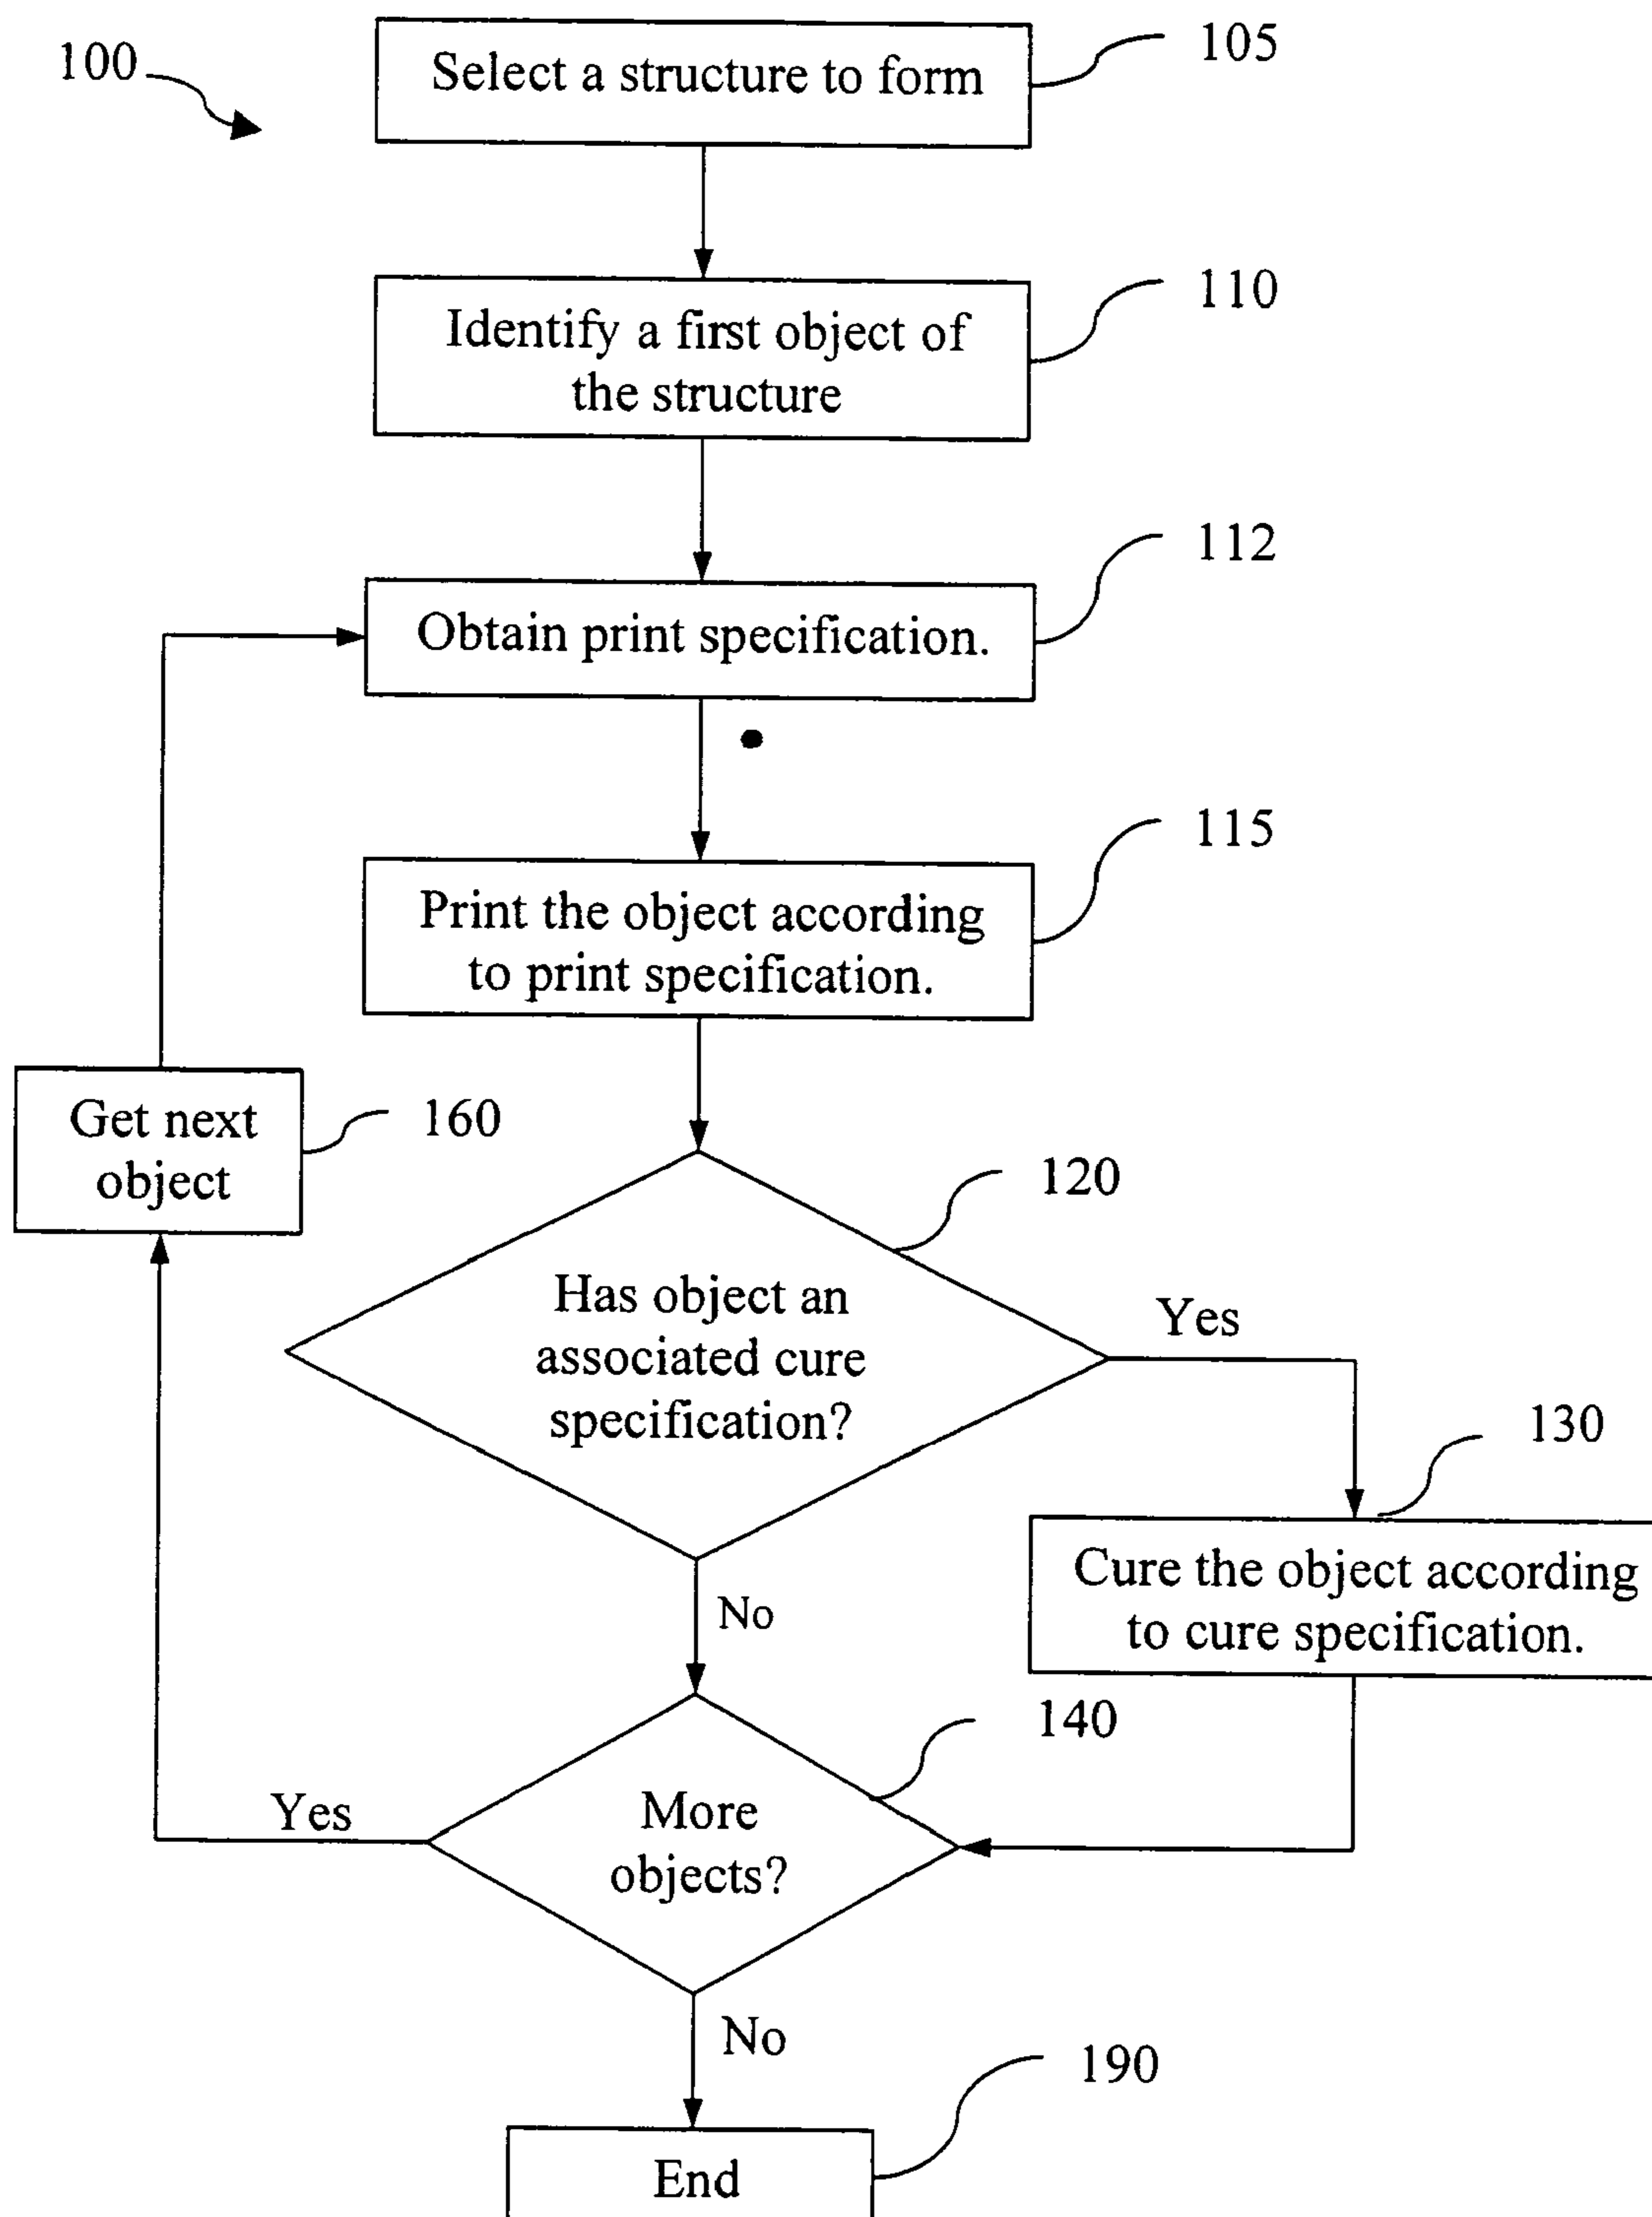 100
Select a structure to form
105
Identify a first object of
the structure
110
Obtain print specification.
112
Print the object according
to print specification.
115
Get next
object
160
Has object an
associated cure
specification?
120
Yes
No
Cure the object according
to cure specification.
130
More
objects?
140
Yes
No
End
190